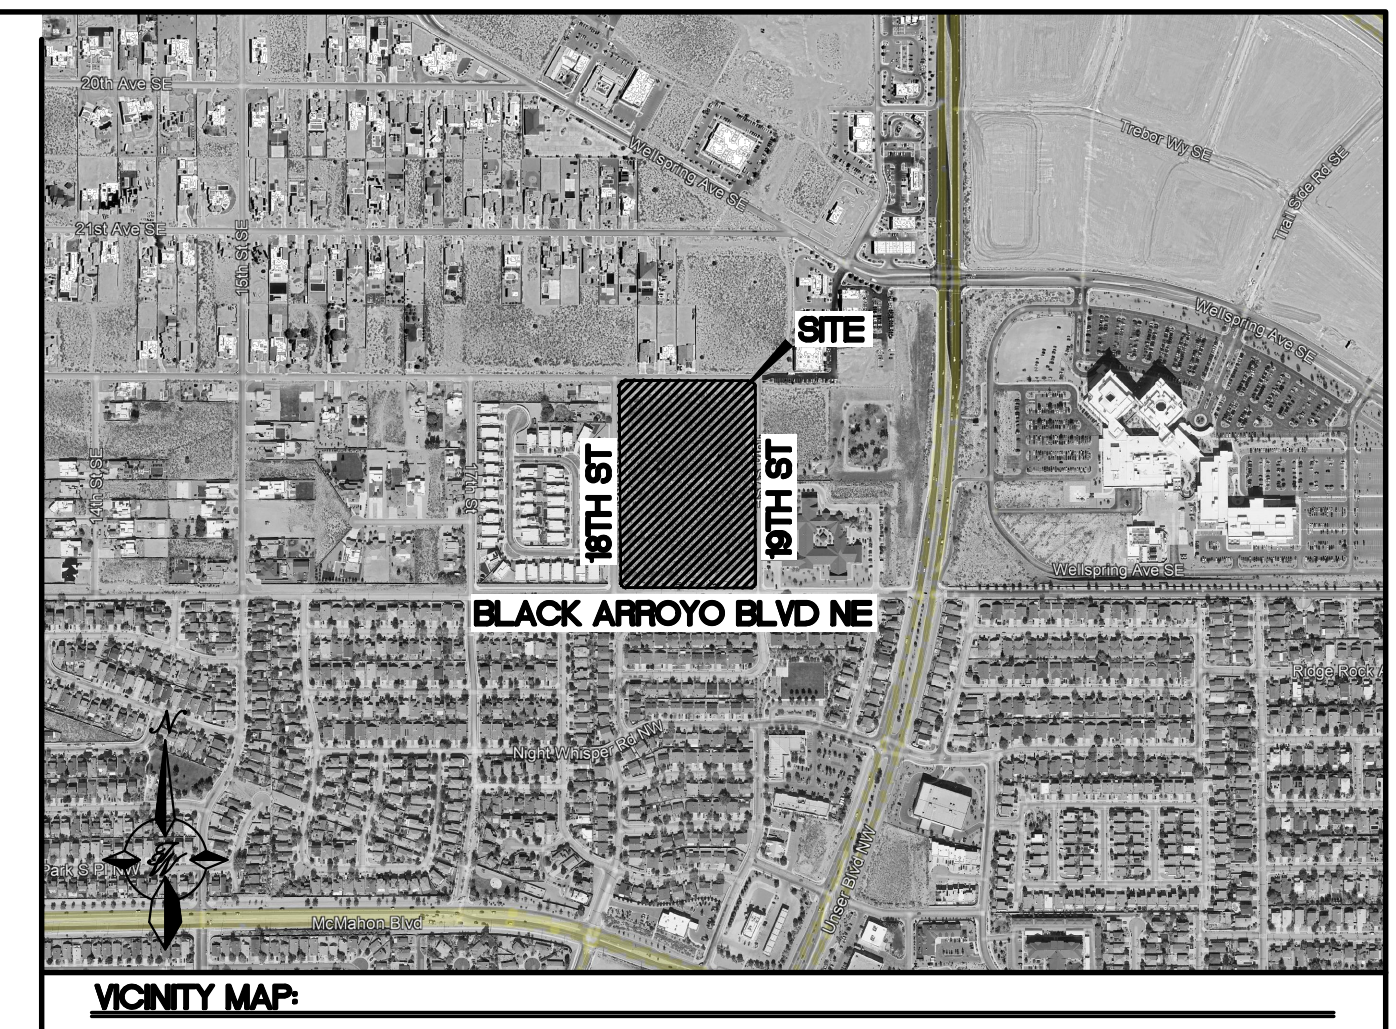 20th Ave SE
Wellspring Ave SE
Trebor Wy SE
Trail Side Rd SE
21st Ave SE
15th St SE
Wellspring Ave SE
SITE
14th St SE
17th St
18TH ST
19TH ST
Wellspring Ave SE
BLACK ARROYO BLVD NE
Ridge Rock A
N
Night Whisper Rd NW
Park S Pl NW
Unser Blvd NW
McMahon Blvd
VICINITY MAP: